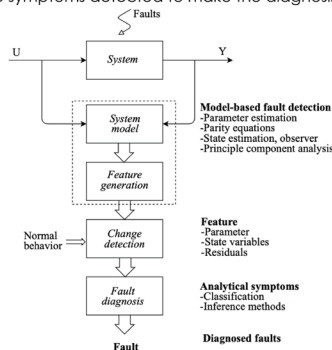 symptoms detected to make the diagnosi
Faults
U
System
Y
System
model
Model-based fault detection
-Parameter estimation
-Parity equations
-State estimation, observer
-Principle component analysis
Feature
generation
Normal
behavior
Change
detection
Feature
-Parameter
-State variables
-Residuals
Fault
diagnosis
Analytical symptoms
-Classification
-Inference methods
Fault
Diagnosed faults